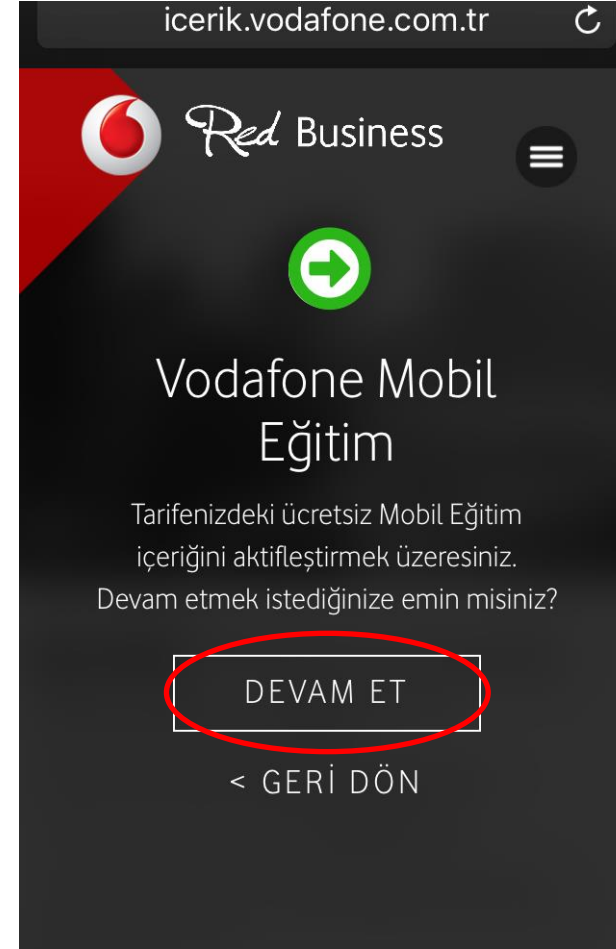 icerik.vodafone.com.tr
Red Business
Vodafone Mobil
Eğitim
Tarifenizdeki ücretsiz Mobil Eğitim
içeriğini aktifleştirmek üzeresiniz.
Devam etmek istediğinize emin misiniz?
DEVAM ET
< GERİ DÖN